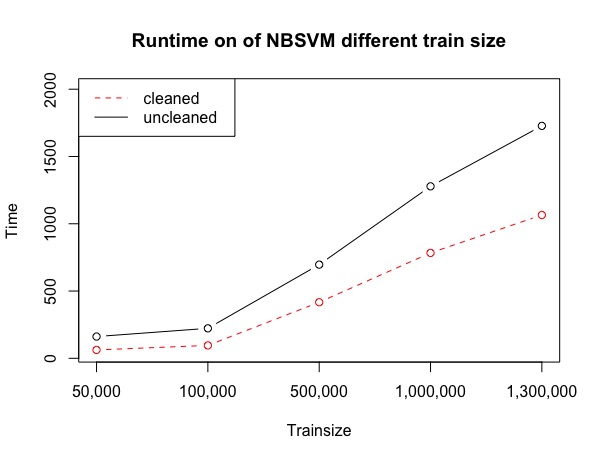 Runtime on of NBSVM different train size
cleaned
uncleaned
2000
1500
1000
500
0
Time
50,000 100,000 500,000 1,000,000 1,300,000
Trainsize